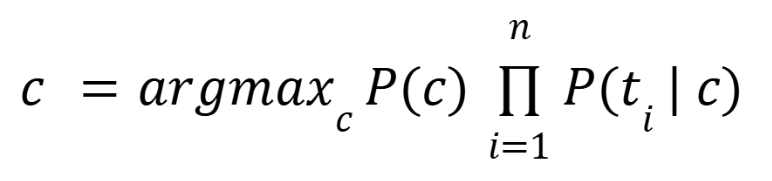 c = argmax_c P(c) ∏_{i=1}^{n} P(t_i | c)